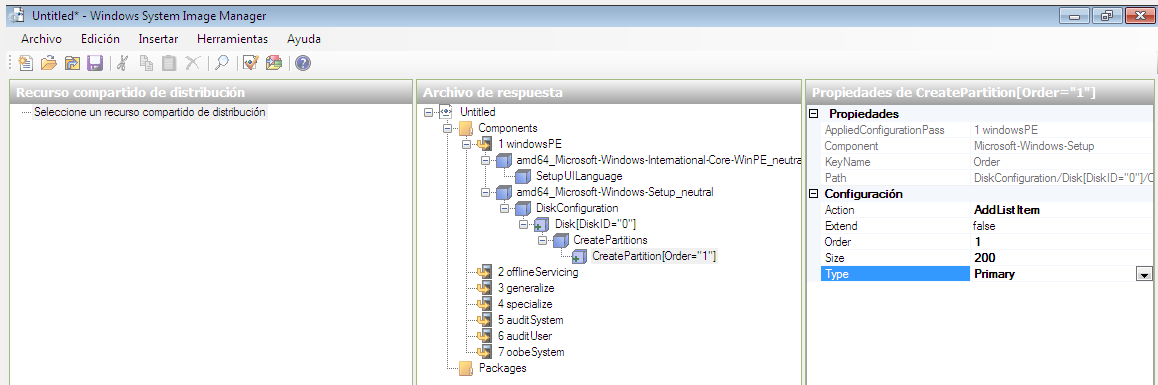 Untitled* - Windows System Image Manager
Archivo Edición Insertar Herramientas Ayuda
Recurso compartido de distribución
Seleccione un recurso compartido de distribución
Archivo de respuesta
Untitled
Components
1 windowsPE
amd64_Microsoft-Windows-International-Core-WinPE_neutra
SetupUILanguage
amd64_Microsoft-Windows-Setup_neutral
DiskConfiguration
Disk[DiskID="0"]
CreatePartitions
CreatePartition[Order="1"]
2 offlineServicing
3 generalize
4 specialize
5 auditSystem
6 auditUser
7 oobeSystem
Packages
Propiedades de CreatePartition[Order="1"]
Propiedades
AppliedConfigurationPass 1 windowsPE
Component Microsoft-Windows-Setup
KeyName Order
Path DiskConfiguration/Disk[DiskID="0"]/C
Configuración
Action AddListItem
Extend false
Order 1
Size 200
Type Primary